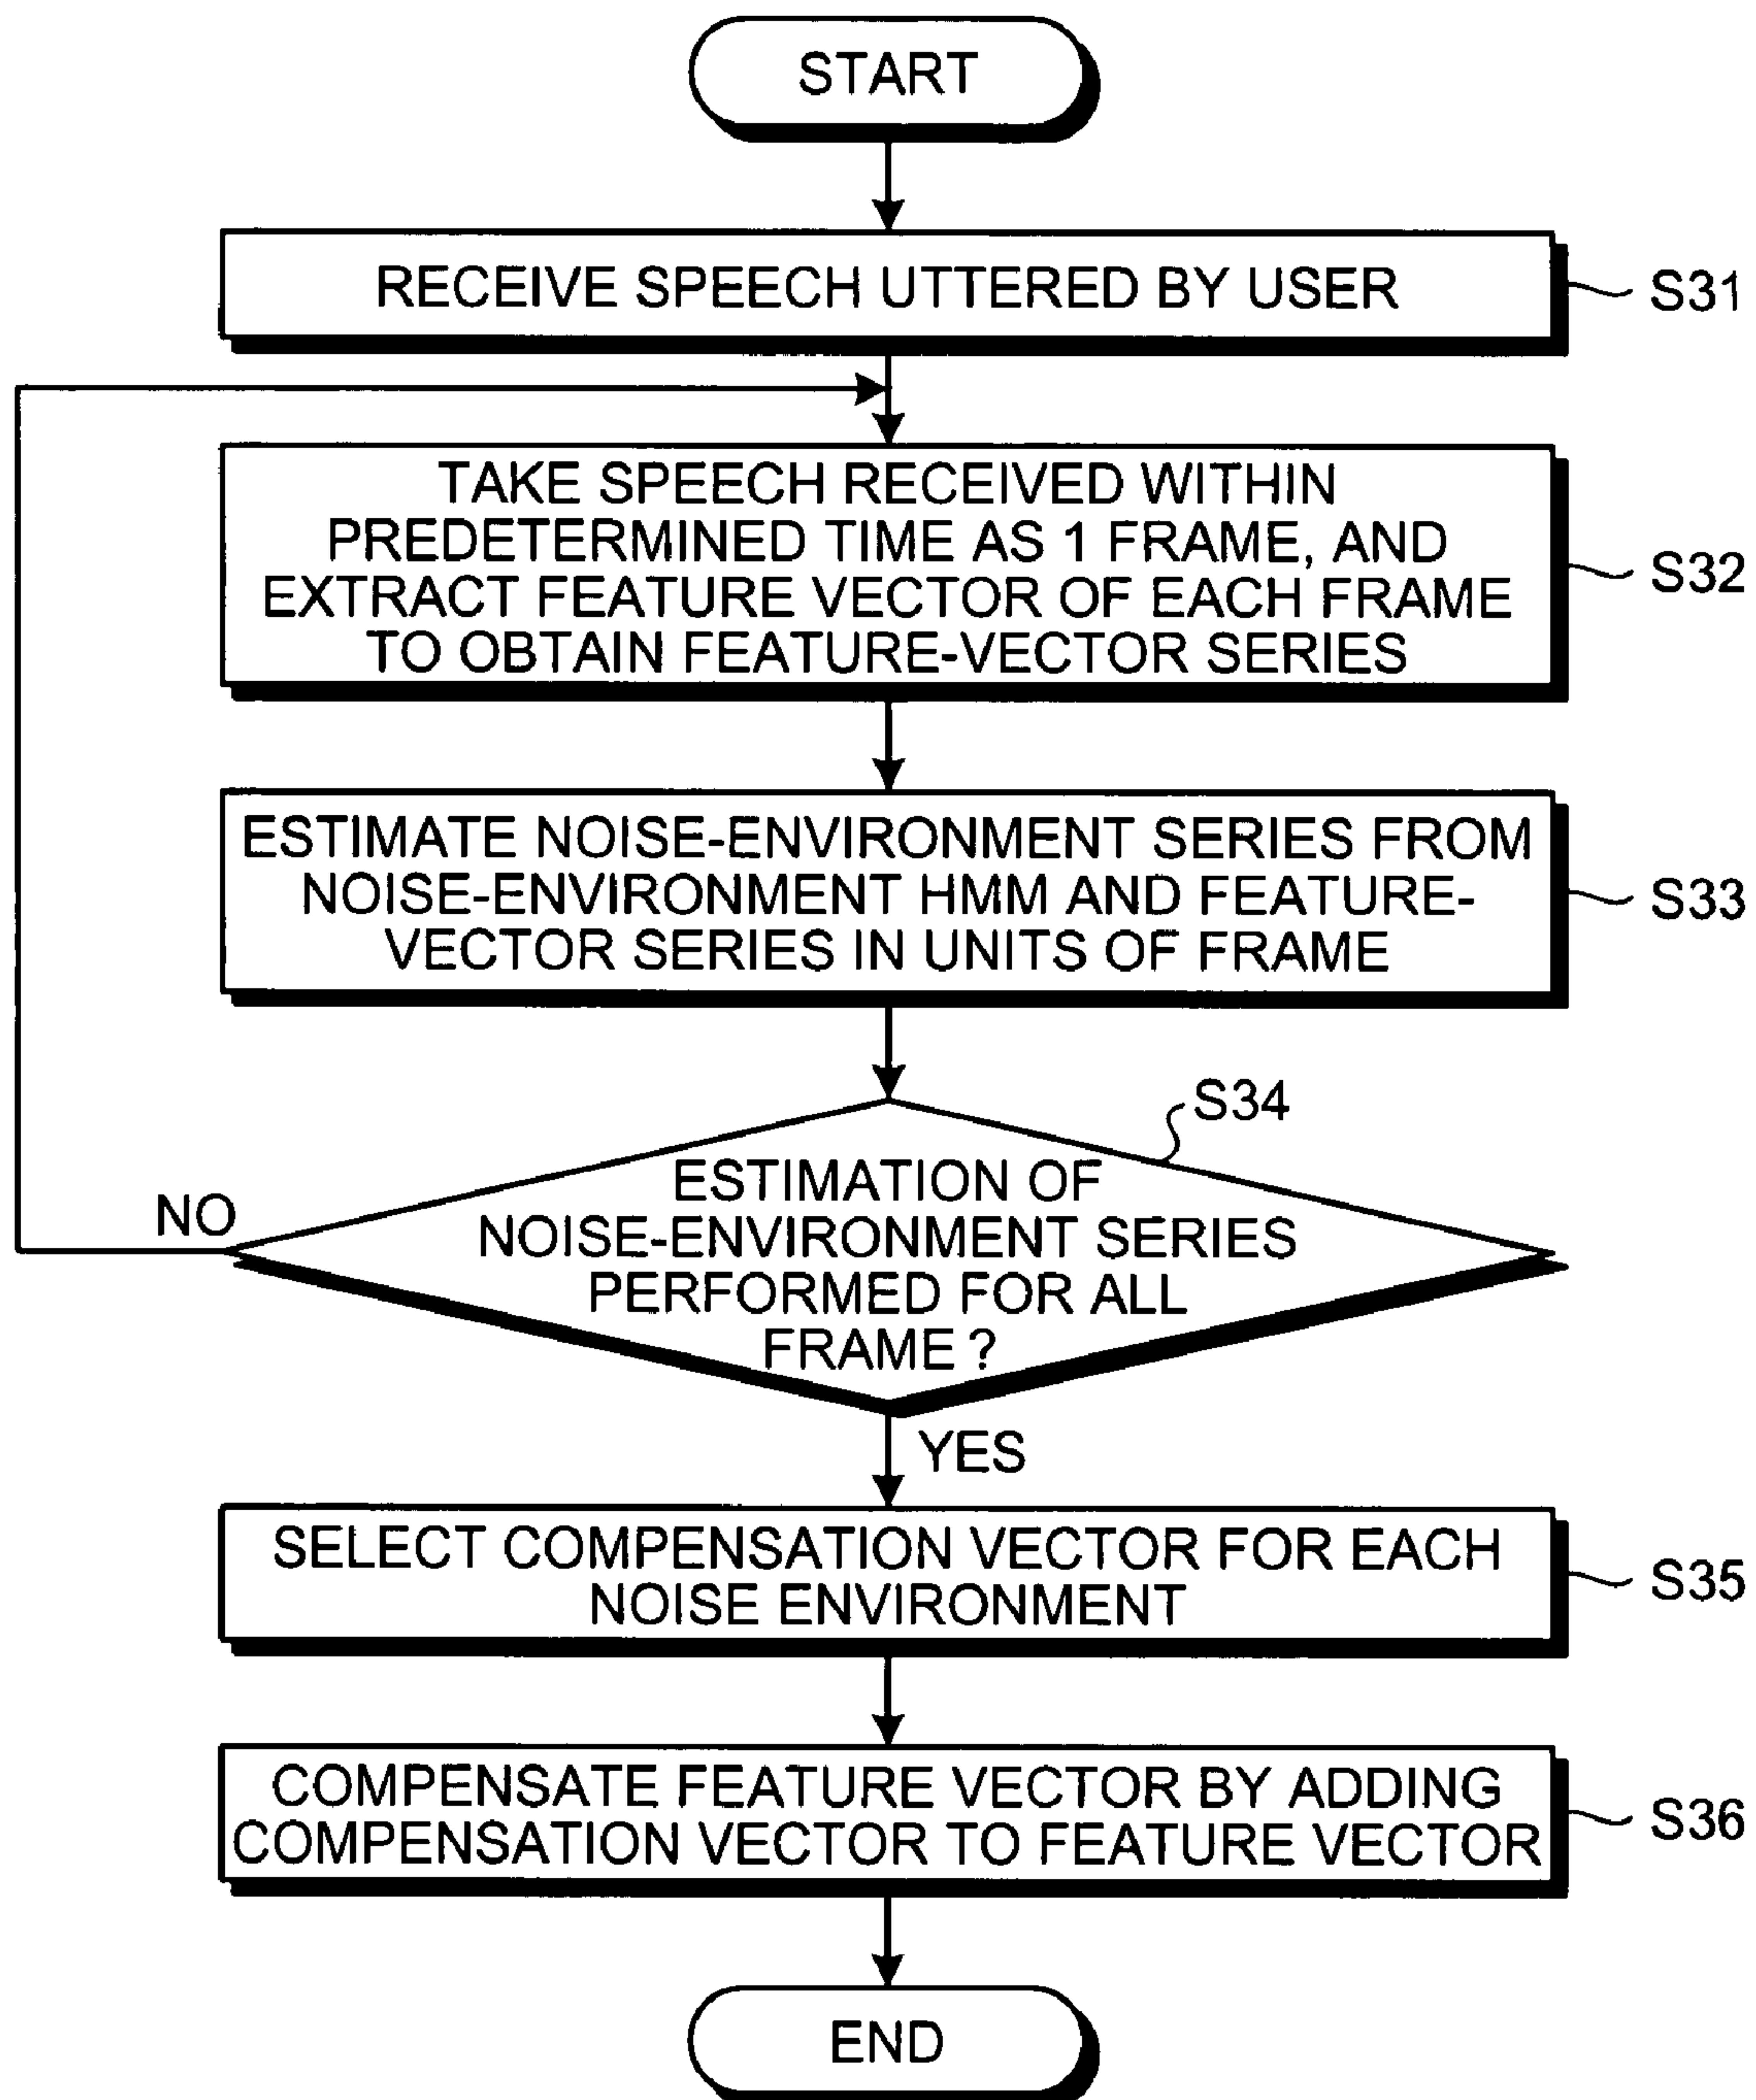 START
RECEIVE SPEECH UTTERED BY USER
S31
TAKE SPEECH RECEIVED WITHIN
PREDETERMINED TIME AS 1 FRAME, AND
EXTRACT FEATURE VECTOR OF EACH FRAME
TO OBTAIN FEATURE-VECTOR SERIES
S32
ESTIMATE NOISE-ENVIRONMENT SERIES FROM
NOISE-ENVIRONMENT HMM AND FEATURE-
VECTOR SERIES IN UNITS OF FRAME
S33
S34
ESTIMATION OF
NOISE-ENVIRONMENT SERIES
PERFORMED FOR ALL
FRAME ?
NO
YES
SELECT COMPENSATION VECTOR FOR EACH
NOISE ENVIRONMENT
S35
COMPENSATE FEATURE VECTOR BY ADDING
COMPENSATION VECTOR TO FEATURE VECTOR
S36
END